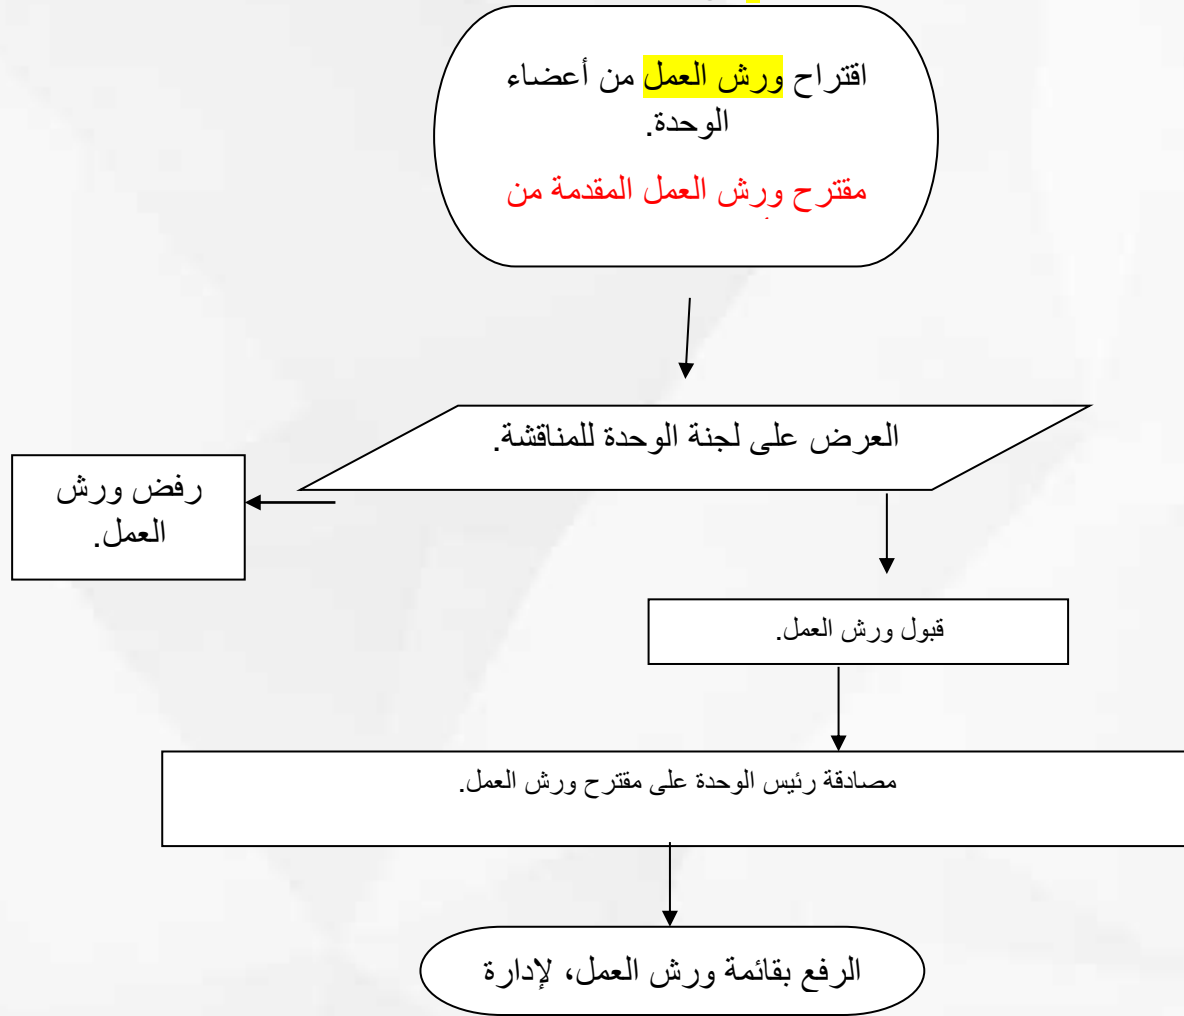 اقتراح ورش العمل من أعضاء
الوحدة.
مقترح ورش العمل المقدمة من
العرض على لجنة الوحدة للمناقشة.
رفض ورش
العمل.
قبول ورش العمل.
مصادقة رئيس الوحدة على مقترح ورش العمل.
الرفع بقائمة ورش العمل، لإدارة